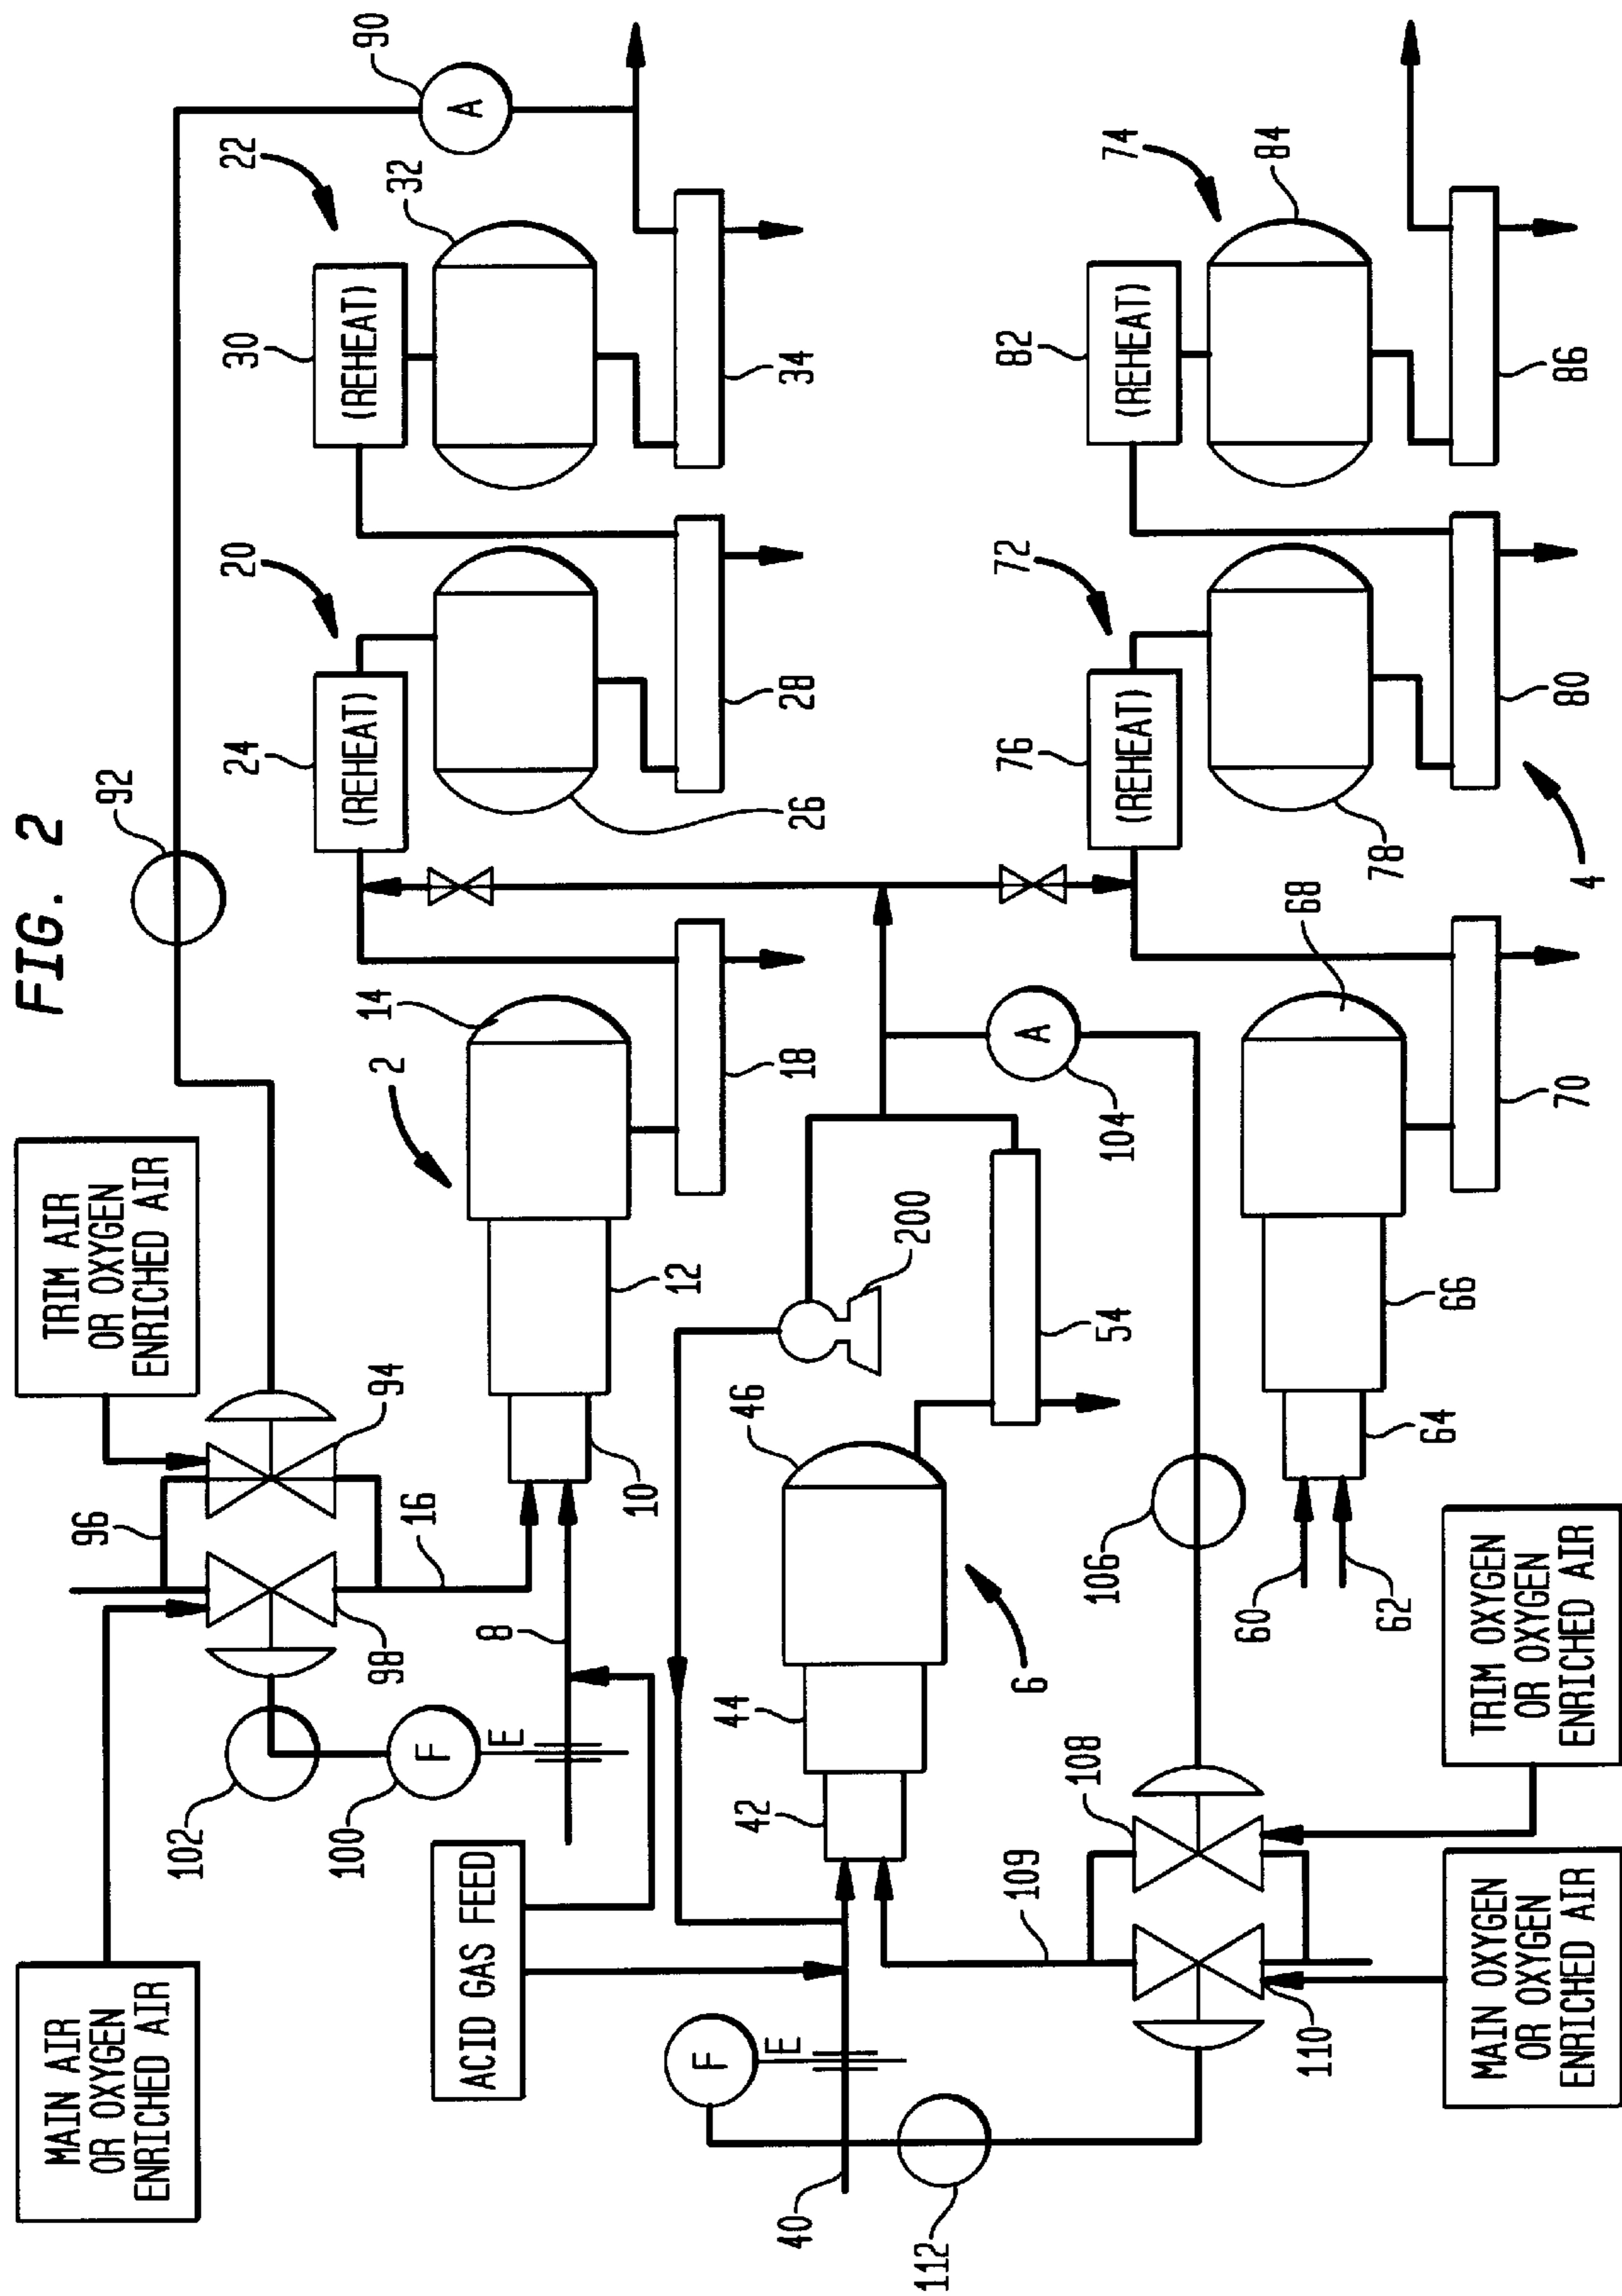 FIG. 2
MAIN AIR
OR OXYGEN
ENRICHED AIR
TRIM AIR
OR OXYGEN
ENRICHED AIR
92
90
96
94
98
102
100
F
E
16
8
10
12
14
2
18
20
24
(REHEAT)
26
28
22
30
(REHEAT)
32
34
A
ACID GAS FEED
F
E
40
112
42
44
46
6
200
54
104
A
106
109
108
110
MAIN OXYGEN
OR OXYGEN
ENRICHED AIR
TRIM OXYGEN
OR OXYGEN
ENRICHED AIR
60
62
64
66
68
70
72
76
(REHEAT)
78
80
4
74
82
(REHEAT)
84
86